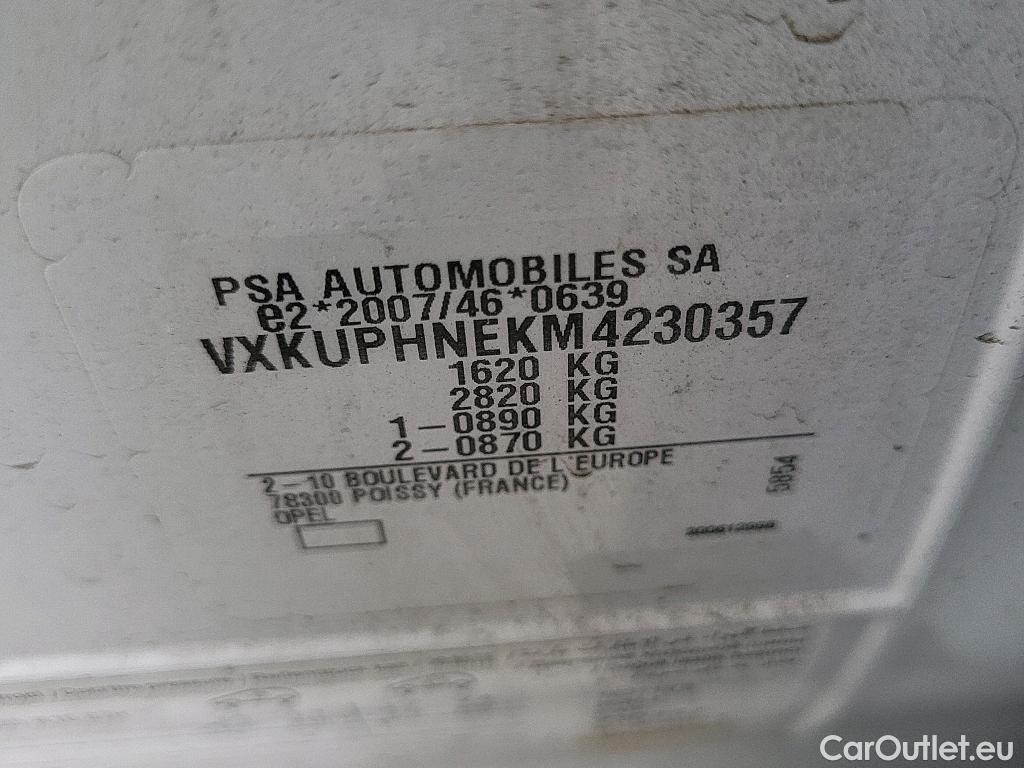 PSA AUTOMOBILES SA
e2*2007/46*0639
VXKUPHNEKM4230357
1620 KG
2820 KG
1-0890 KG
2-0870 KG
2-10 BOULEVARD DE L'EUROPE
78300 POISSY (FRANCE)
OPEL
5854
CarOutlet.eu